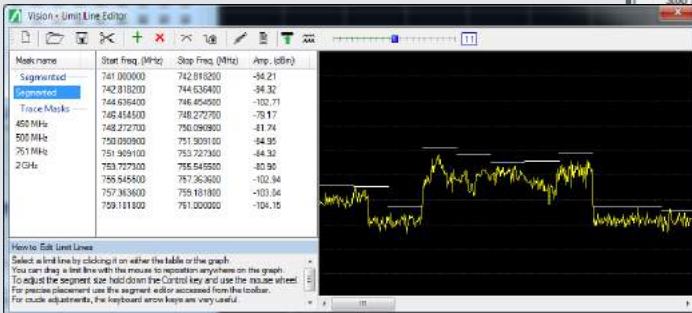 Vision - Limit Line Editor
11
Mask name Start Freq. (MHz) Stop Freq. (MHz) Amp. (dBm)
Segmented 741.000000 742.818200 -94.21
Segmented 742.818200 744.636400 -94.32
744.636400 746.454500 -102.71
Trace Masks 746.454500 748.272700 -79.17
450 MHz 748.272700 750.090900 -81.74
500 MHz 750.090900 751.909100 -84.95
751 MHz 751.909100 753.727300 -84.32
2 GHz 753.727300 755.545500 -80.90
755.545500 757.363600 -102.94
757.363600 759.181800 -103.04
759.181800 761.000000 -104.15
How to Edit Limit Lines
Select a limit line by clicking it on either the table or the graph.
You can drag a limit line with the mouse to reposition anywhere on the graph.
To adjust the segment size hold down the Control key and use the mouse wheel.
For precise placement use the segment editor accessed from the toolbar.
For crude adjustments, the keyboard arrow keys are very useful.